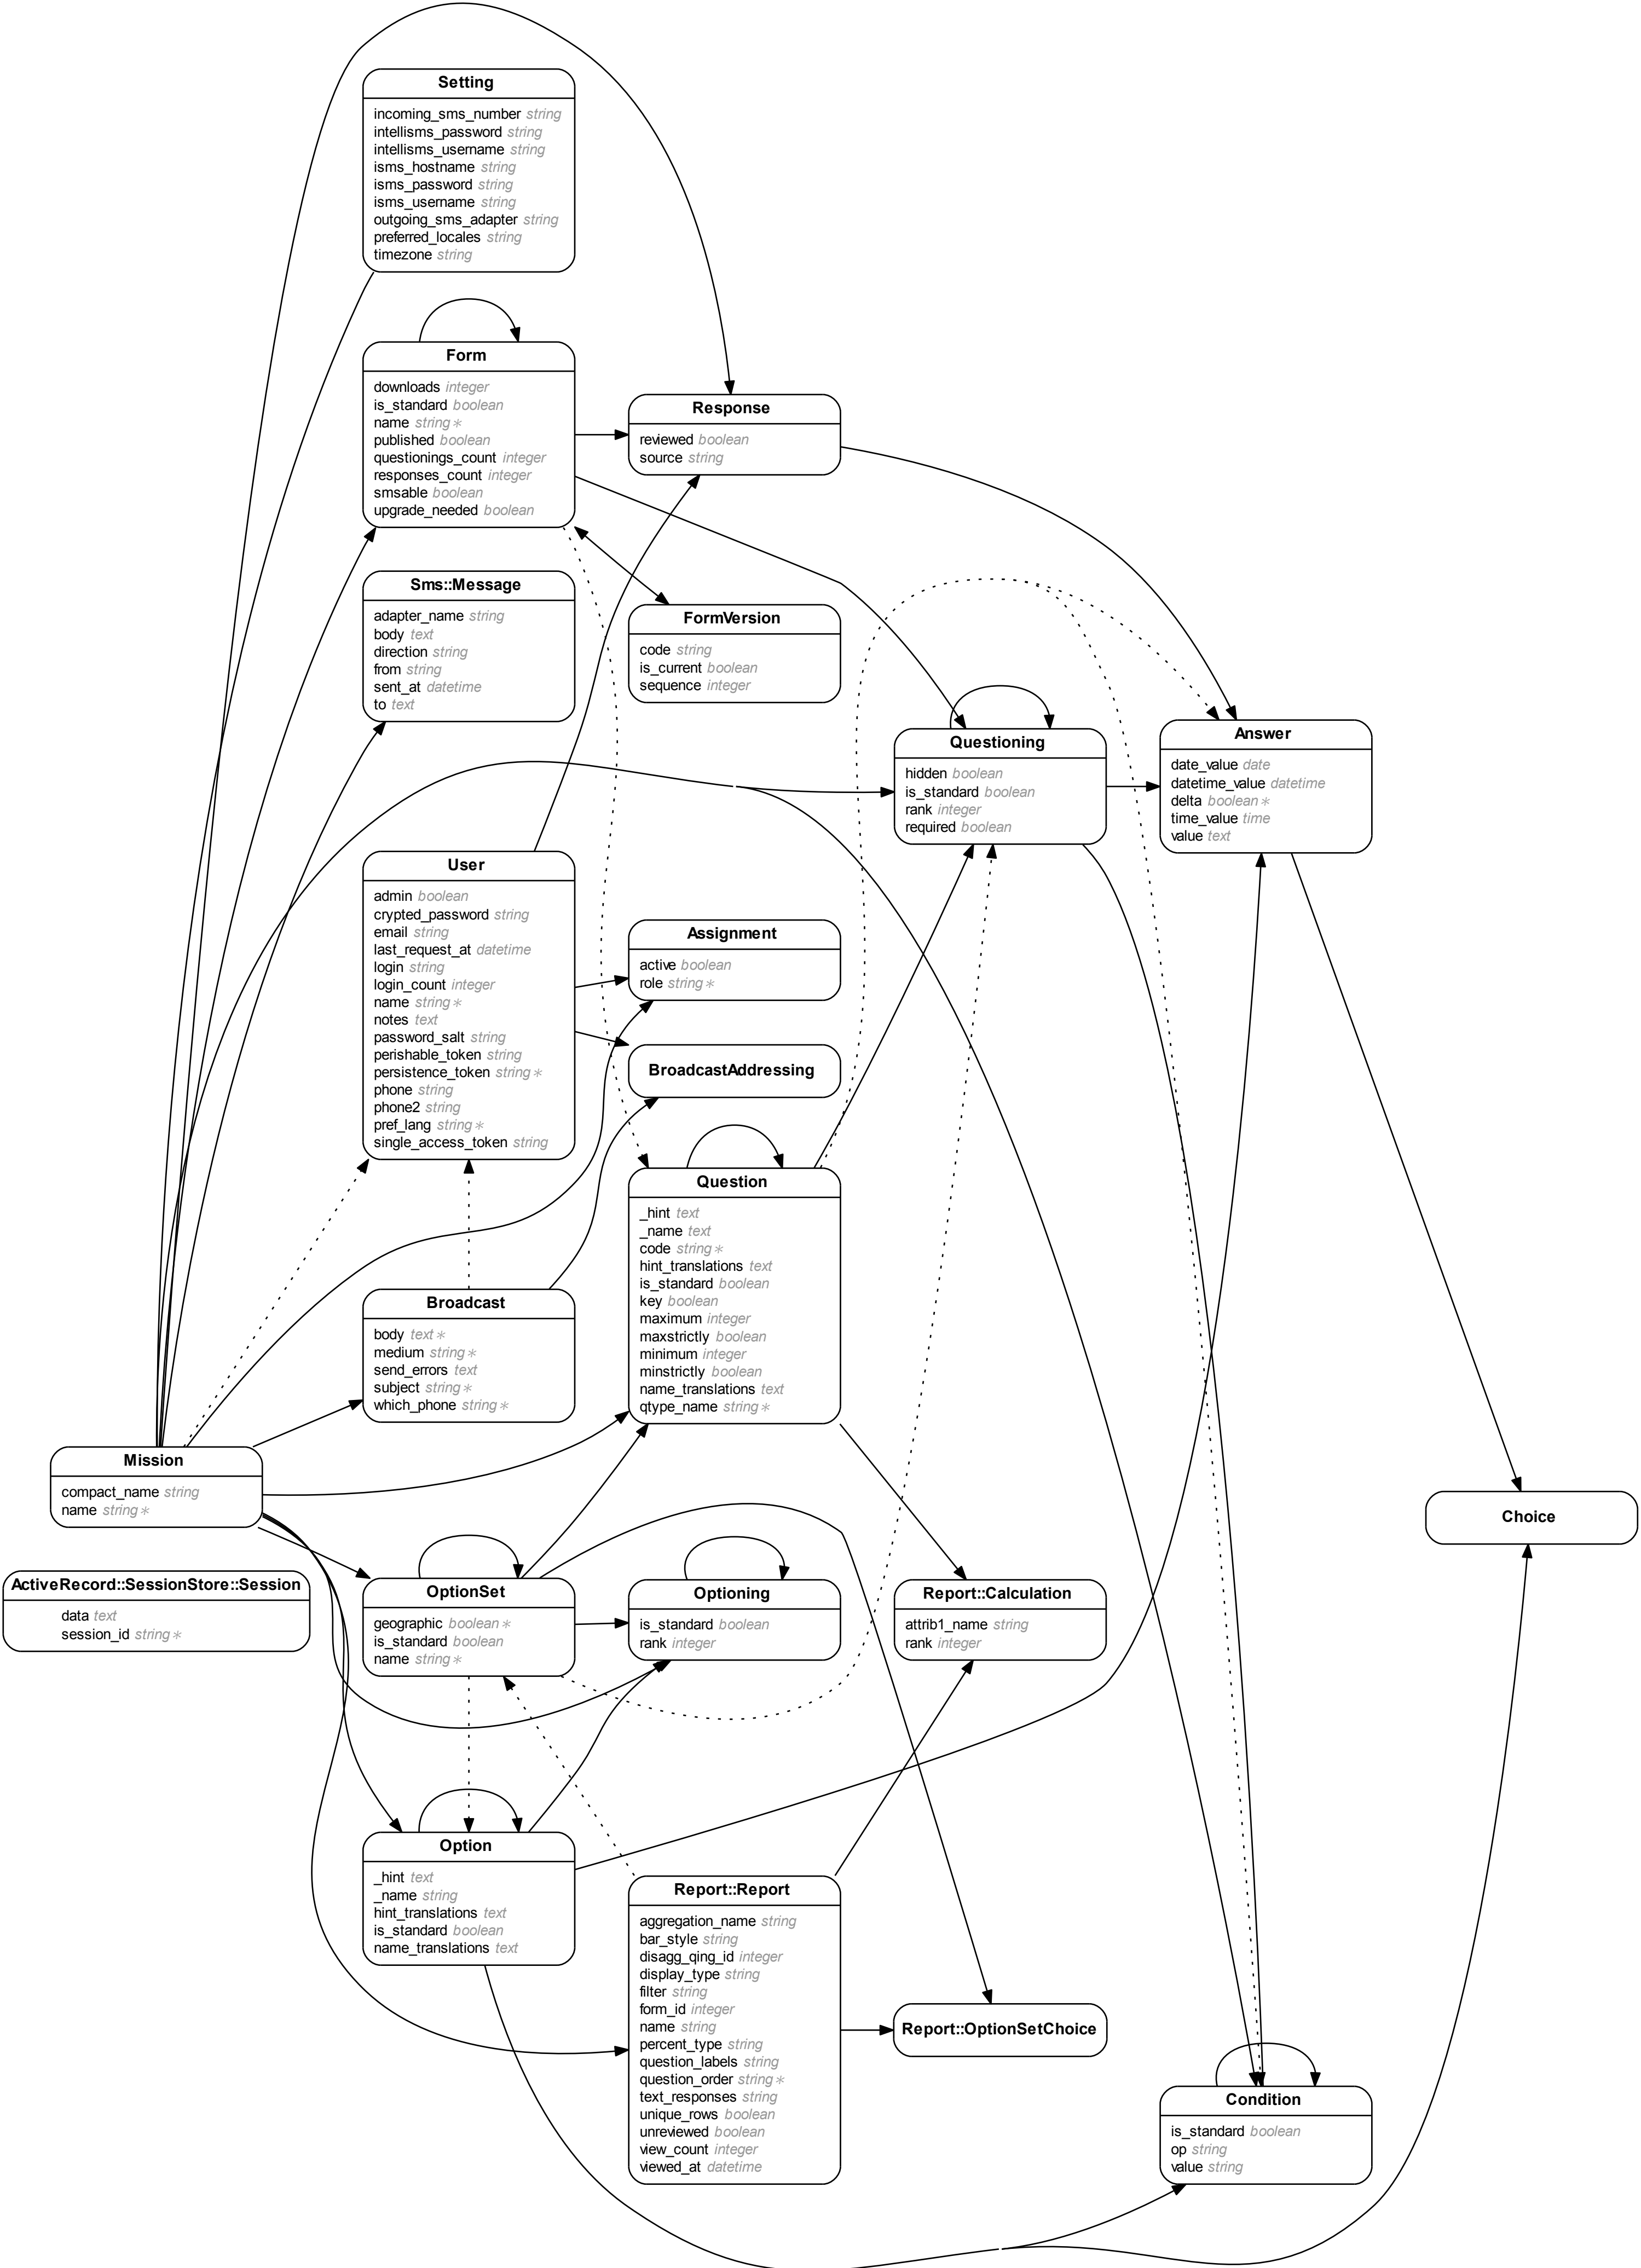 Setting
incoming_sms_number string
intellisms_password string
intellisms_username string
isms_hostname string
isms_password string
isms_username string
outgoing_sms_adapter string
preferred_locales string
timezone string
Form
downloads integer
is_standard boolean
name string∗
published boolean
questionings_count integer
responses_count integer
smsable boolean
upgrade_needed boolean
Response
reviewed boolean
source string
Sms::Message
adapter_name string
body text
direction string
from string
sent_at datetime
to text
FormVersion
code string
is_current boolean
sequence integer
Questioning
hidden boolean
is_standard boolean
rank integer
required boolean
Answer
date_value date
datetime_value datetime
delta boolean∗
time_value time
value text
User
admin boolean
crypted_password string
email string
last_request_at datetime
login string
login_count integer
name string∗
notes text
password_salt string
perishable_token string
persistence_token string∗
phone string
phone2 string
pref_lang string∗
single_access_token string
Assignment
active boolean
role string∗
BroadcastAddressing
Question
_hint text
_name text
code string∗
hint_translations text
is_standard boolean
key boolean
maximum integer
maxstrictly boolean
minimum integer
minstrictly boolean
name_translations text
qtype_name string∗
Broadcast
body text∗
medium string∗
send_errors text
subject string∗
which_phone string∗
Mission
compact_name string
name string∗
Choice
ActiveRecord::SessionStore::Session
data text
session_id string∗
OptionSet
geographic boolean∗
is_standard boolean
name string∗
Optioning
is_standard boolean
rank integer
Report::Calculation
attrib1_name string
rank integer
Option
_hint text
_name string
hint_translations text
is_standard boolean
name_translations text
Report::Report
aggregation_name string
bar_style string
disagg_qing_id integer
display_type string
filter string
form_id integer
name string
percent_type string
question_labels string
question_order string∗
text_responses string
unique_rows boolean
unreviewed boolean
view_count integer
viewed_at datetime
Report::OptionSetChoice
Condition
is_standard boolean
op string
value string